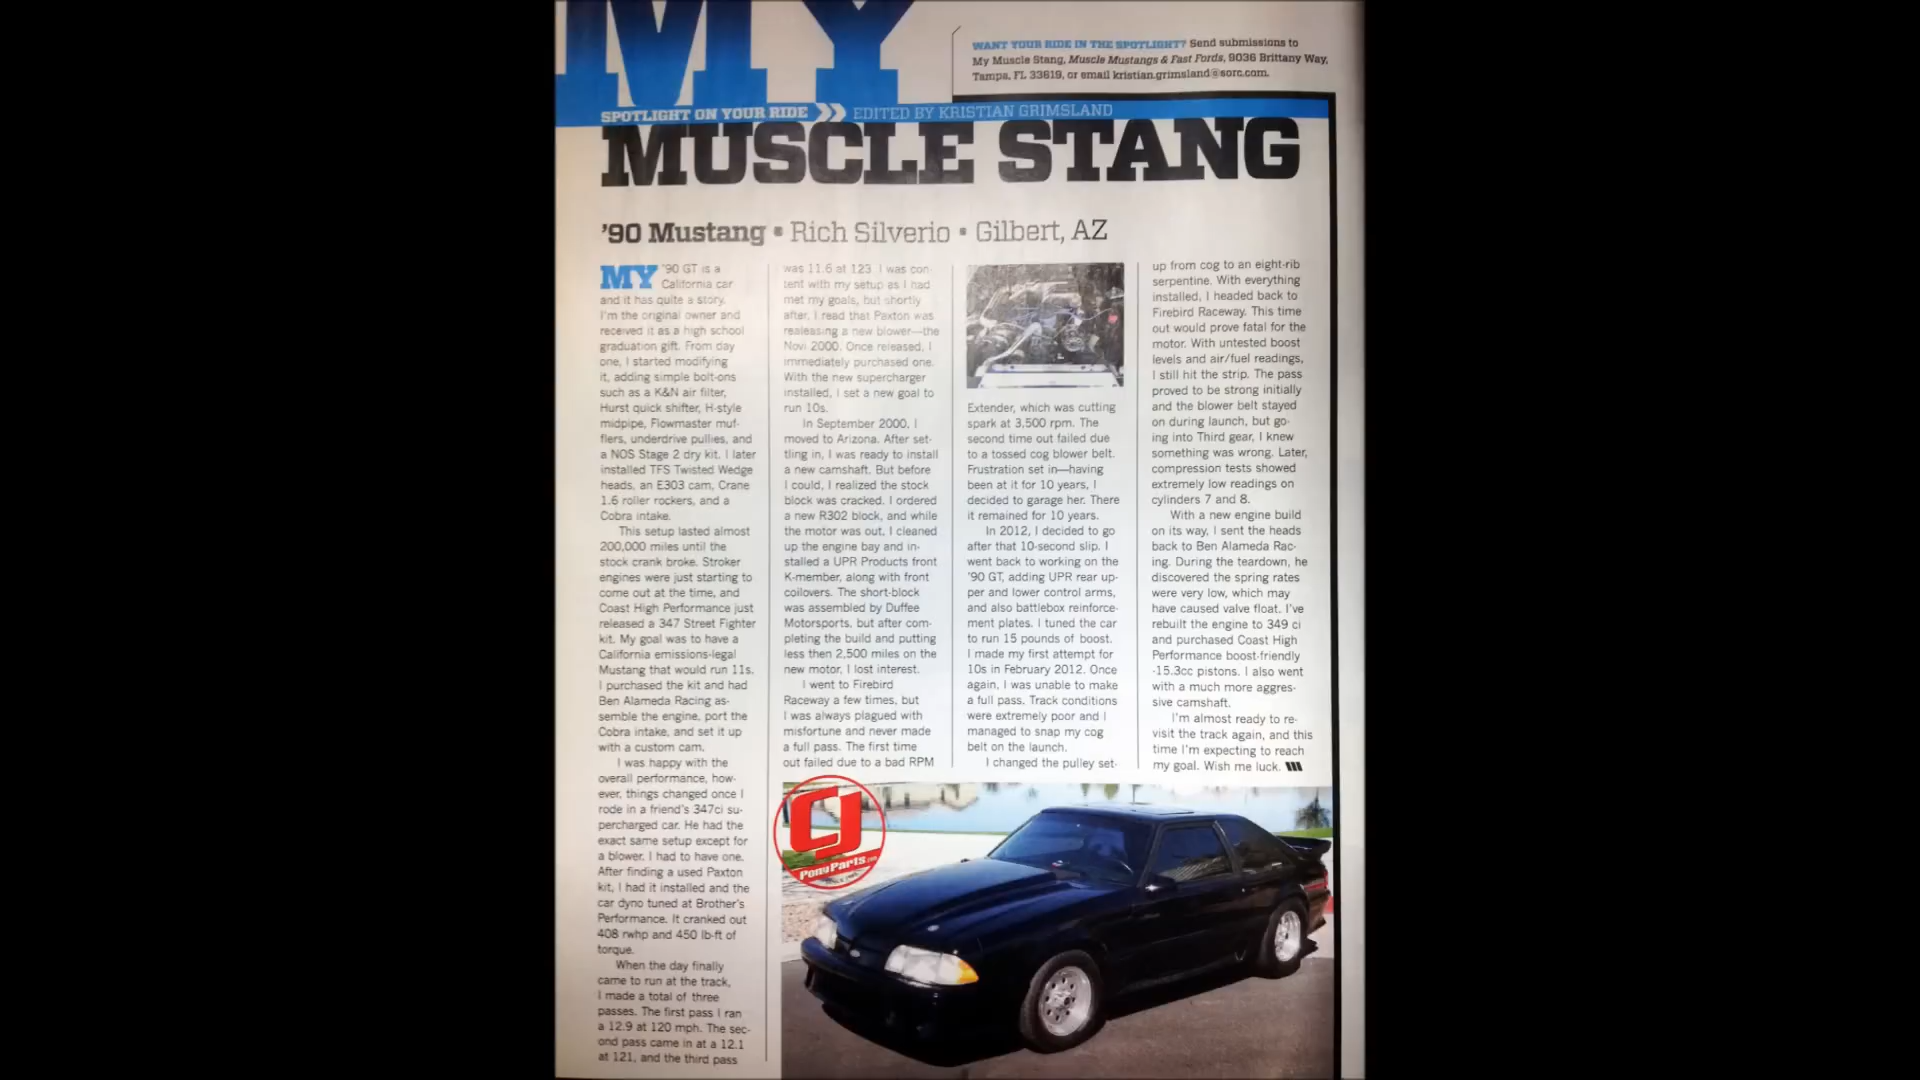 MY
WANT YOUR RIDE IN THE SPOTLIGHT? Send submissions to
My Muscle Stang, Muscle Mustangs & Fast Fords, 9036 Brittany Way,
Tampa, FL 33619, or email kristian.grimsland@sorc.com.
SPOTLIGHT ON YOUR RIDE EDITED BY KRISTIAN GRIMSLAND
MUSCLE STANG
'90 Mustang ▪ Rich Silverio ▪ Gilbert, AZ
MY '90 GT is a
California car
and it has quite a story.
I'm the original owner and
received it as a high school
graduation gift. From day
one, I started modifying
it, adding simple bolt-ons
such as a K&N air filter,
Hurst quick shifter, H-style
midpipe, Flowmaster muf-
flers, underdrive pullies, and
a NOS Stage 2 dry kit. I later
installed TFS Twisted Wedge
heads, an E303 cam, Crane
1.6 roller rockers, and a
Cobra intake.
This setup lasted almost
200,000 miles until the
stock crank broke. Stroker
engines were just starting to
come out at the time, and
Coast High Performance just
released a 347 Street Fighter
kit. My goal was to have a
California emissions-legal
Mustang that would run 11s.
I purchased the kit and had
Ben Alameda Racing as-
semble the engine, port the
Cobra intake, and set it up
with a custom cam.
I was happy with the
overall performance, how-
ever, things changed once I
rode in a friend's 347ci su-
percharged car. He had the
exact same setup except for
a blower. I had to have one.
After finding a used Paxton
kit, I had it installed and the
car dyno tuned at Brother's
Performance. It cranked out
408 rwhp and 450 lb-ft of
torque.
When the day finally
came to run at the track,
I made a total of three
passes. The first pass I ran
a 12.9 at 120 mph. The sec-
ond pass came in at a 12.1
at 121, and the third pass
was 11.6 at 123. I was con-
tent with my setup as I had
met my goals, but shortly
after, I read that Paxton was
realeasing a new blower—the
Novi 2000. Once released, I
immediately purchased one.
With the new supercharger
installed, I set a new goal to
run 10s.
In September 2000, I
moved to Arizona. After set-
tling in, I was ready to install
a new camshaft. But before
I could, I realized the stock
block was cracked. I ordered
a new R302 block, and while
the motor was out, I cleaned
up the engine bay and in-
stalled a UPR Products front
K-member, along with front
coilovers. The short-block
was assembled by Duffee
Motorsports, but after com-
pleting the build and putting
less then 2,500 miles on the
new motor, I lost interest.
I went to Firebird
Raceway a few times, but
I was always plagued with
misfortune and never made
a full pass. The first time
out failed due to a bad RPM
Extender, which was cutting
spark at 3,500 rpm. The
second time out failed due
to a tossed cog blower belt.
Frustration set in—having
been at it for 10 years, I
decided to garage her. There
it remained for 10 years.
In 2012, I decided to go
after that 10-second slip. I
went back to working on the
'90 GT, adding UPR rear up-
per and lower control arms,
and also battlebox reinforce-
ment plates. I tuned the car
to run 15 pounds of boost.
I made my first attempt for
10s in February 2012. Once
again, I was unable to make
a full pass. Track conditions
were extremely poor and I
managed to snap my cog
belt on the launch.
I changed the pulley set-
up from cog to an eight-rib
serpentine. With everything
installed, I headed back to
Firebird Raceway. This time
out would prove fatal for the
motor. With untested boost
levels and air/fuel readings,
I still hit the strip. The pass
proved to be strong initially
and the blower belt stayed
on during launch, but go-
ing into Third gear, I knew
something was wrong. Later,
compression tests showed
extremely low readings on
cylinders 7 and 8.
With a new engine build
on its way, I sent the heads
back to Ben Alameda Rac-
ing. During the teardown, he
discovered the spring rates
were very low, which may
have caused valve float. I've
rebuilt the engine to 349 ci
and purchased Coast High
Performance boost-friendly
-15.3cc pistons. I also went
with a much more aggres-
sive camshaft.
I'm almost ready to re-
visit the track again, and this
time I'm expecting to reach
my goal. Wish me luck.
CJ
PonyParts.com